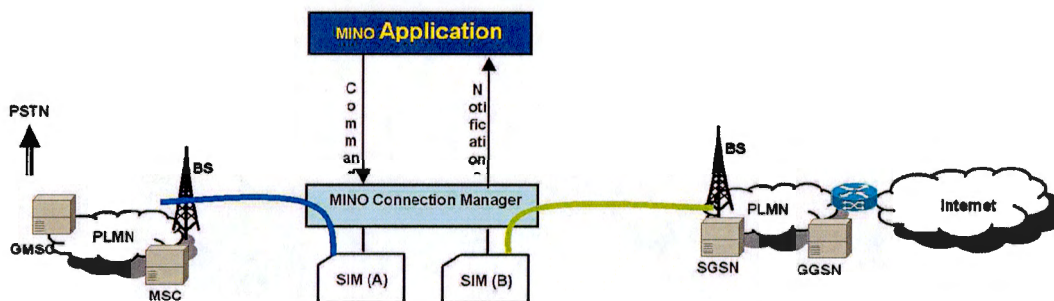 MINO Application
C
o
m
m
an
N
oti
fic
ati
on
PSTN
BS
BS
MINO Connection Manager
GMSC
PLMN
PLMN
Internet
MSC
SIM (A)
SIM (B)
SGSN
GGSN